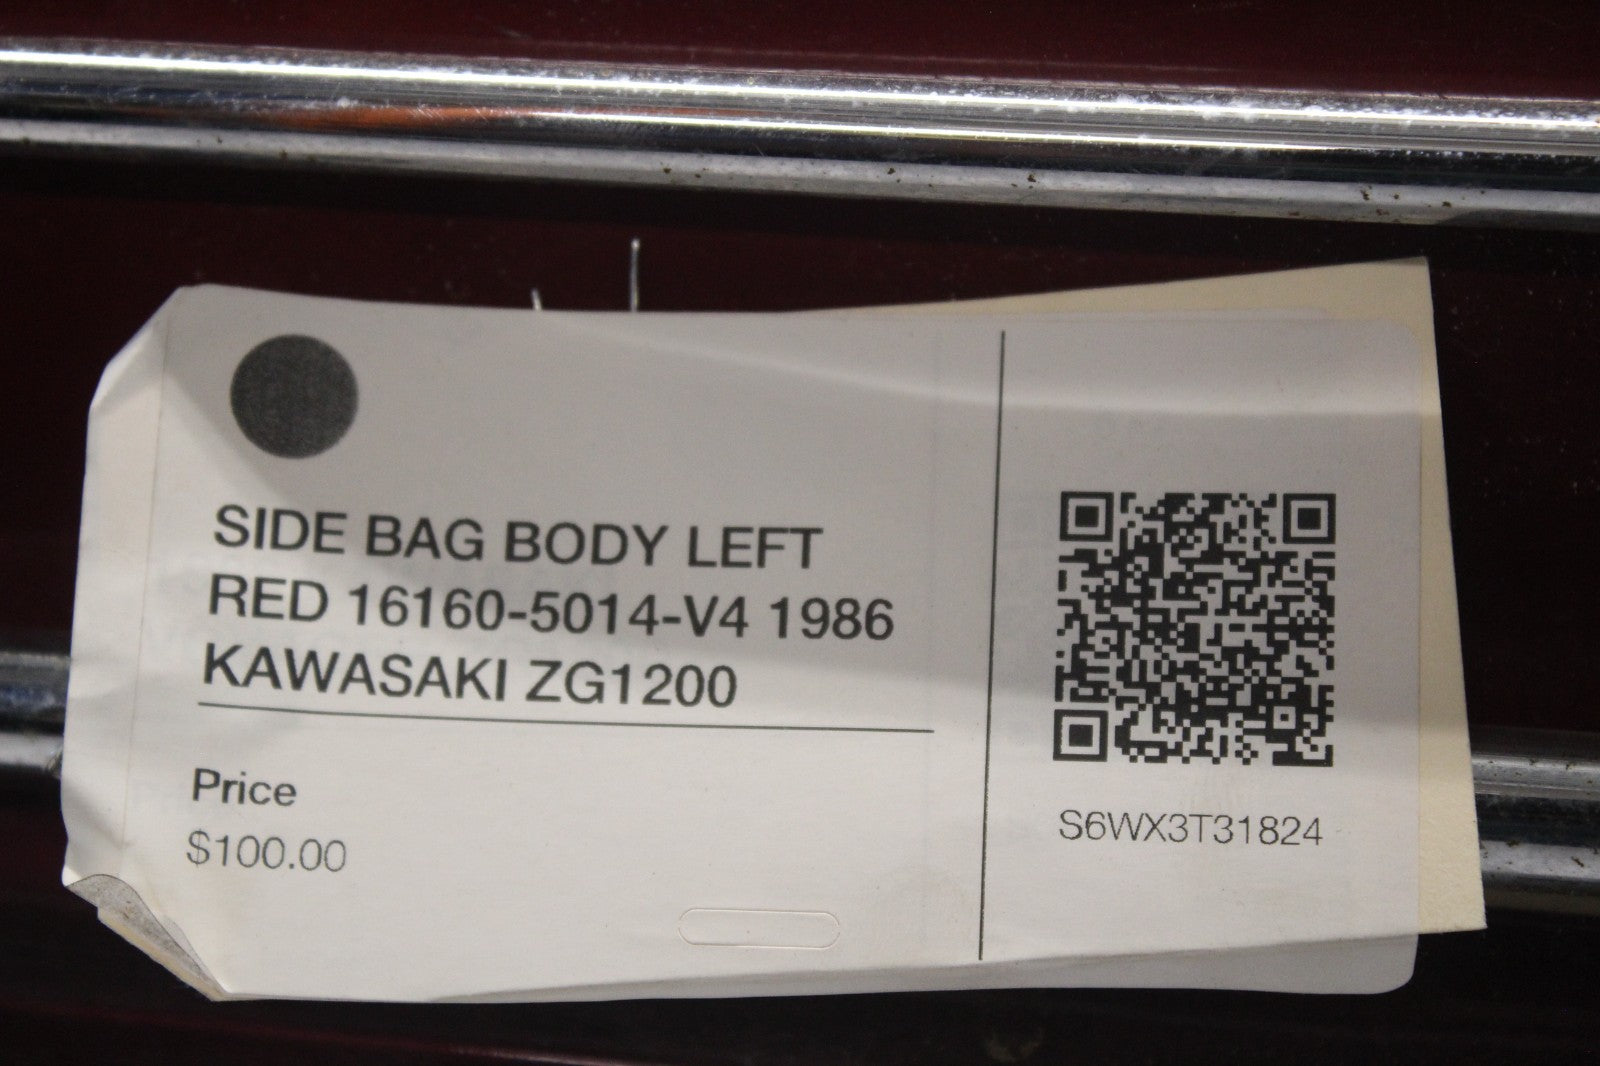 SIDE BAG BODY LEFT
RED 16160-5014-V4 1986
KAWASAKI ZG1200
Price
$100.00
S6WX3T31824